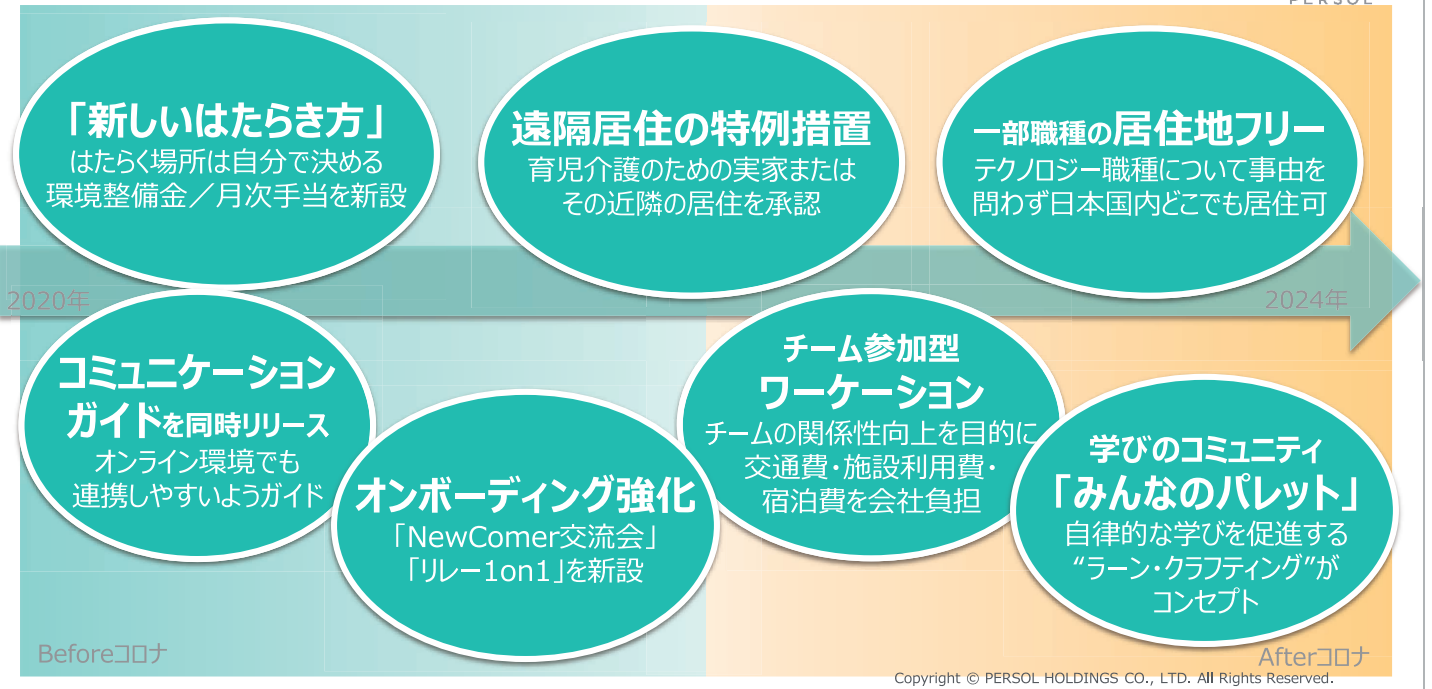 PERSOL
「新しいはたらき方」
はたらく場所は自分で決める
環境整備金／月次手当を新設
遠隔居住の特例措置
育児介護のための実家または
その近隣の居住を承認
一部職種の居住地フリー
テクノロジー職種について事由を
問わず日本国内どこでも居住可
2020年
2024年
コミュニケーション
ガイドを同時リリース
オンライン環境でも
連携しやすいようガイド
オンボーディング強化
「NewComer交流会」
「リレー1on1」を新設
チーム参加型
ワーケーション
チームの関係性向上を目的に
交通費・施設利用費・
宿泊費を会社負担
学びのコミュニティ
「みんなのパレット」
自律的な学びを促進する
“ラーン・クラフティング”が
コンセプト
Beforeコロナ
Afterコロナ
Copyright © PERSOL HOLDINGS CO., LTD. All Rights Reserved.